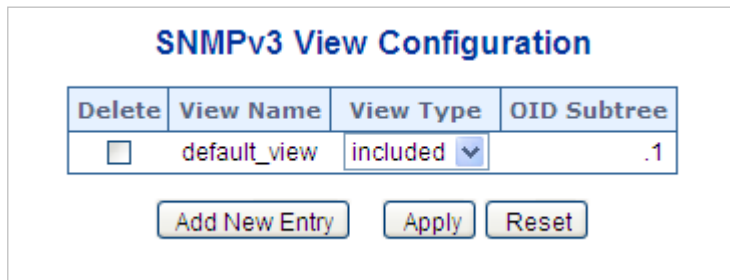 SNMPv3 View Configuration
Delete View Name View Type OID Subtree
default_view included .1
Add New Entry Apply Reset